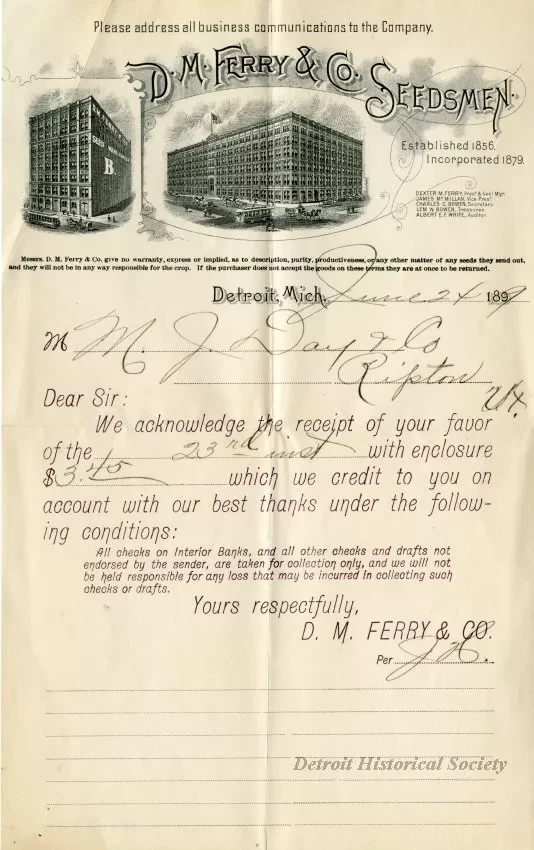 Please address all business communications to the Company.
D. M. FERRY & CO. SEEDSMEN.
Established 1856.
Incorporated 1879.
DEXTER M. FERRY, Prest & Genl Mgr.
JAMES McMILLAN, Vice Prest.
CHARLES C. BOWEN, Secretary.
LEM W. BOWEN, Treasurer.
ALBERT E. F. WHITE, Auditor.
B
Messrs. D. M. Ferry & Co. give no warranty, express or implied, as to description, purity, productiveness, or any other matter of any seeds they send out,
and they will not be in any way responsible for the crop. If the purchaser does not accept the goods on these terms they are at once to be returned.
Detroit, Mich. June 24 1899
M M. J. Day & Co
Ripton Vt.
Dear Sir:
We acknowledge the receipt of your favor
of the 23rd inst with enclosure
$3.45 which we credit to you on
account with our best thanks under the follow-
ing conditions:
All checks on Interior Banks, and all other checks and drafts not
endorsed by the sender, are taken for collection only, and we will not
be held responsible for any loss that may be incurred in collecting such
checks or drafts.
Yours respectfully,
D. M. FERRY & CO.
Per
Detroit Historical Society